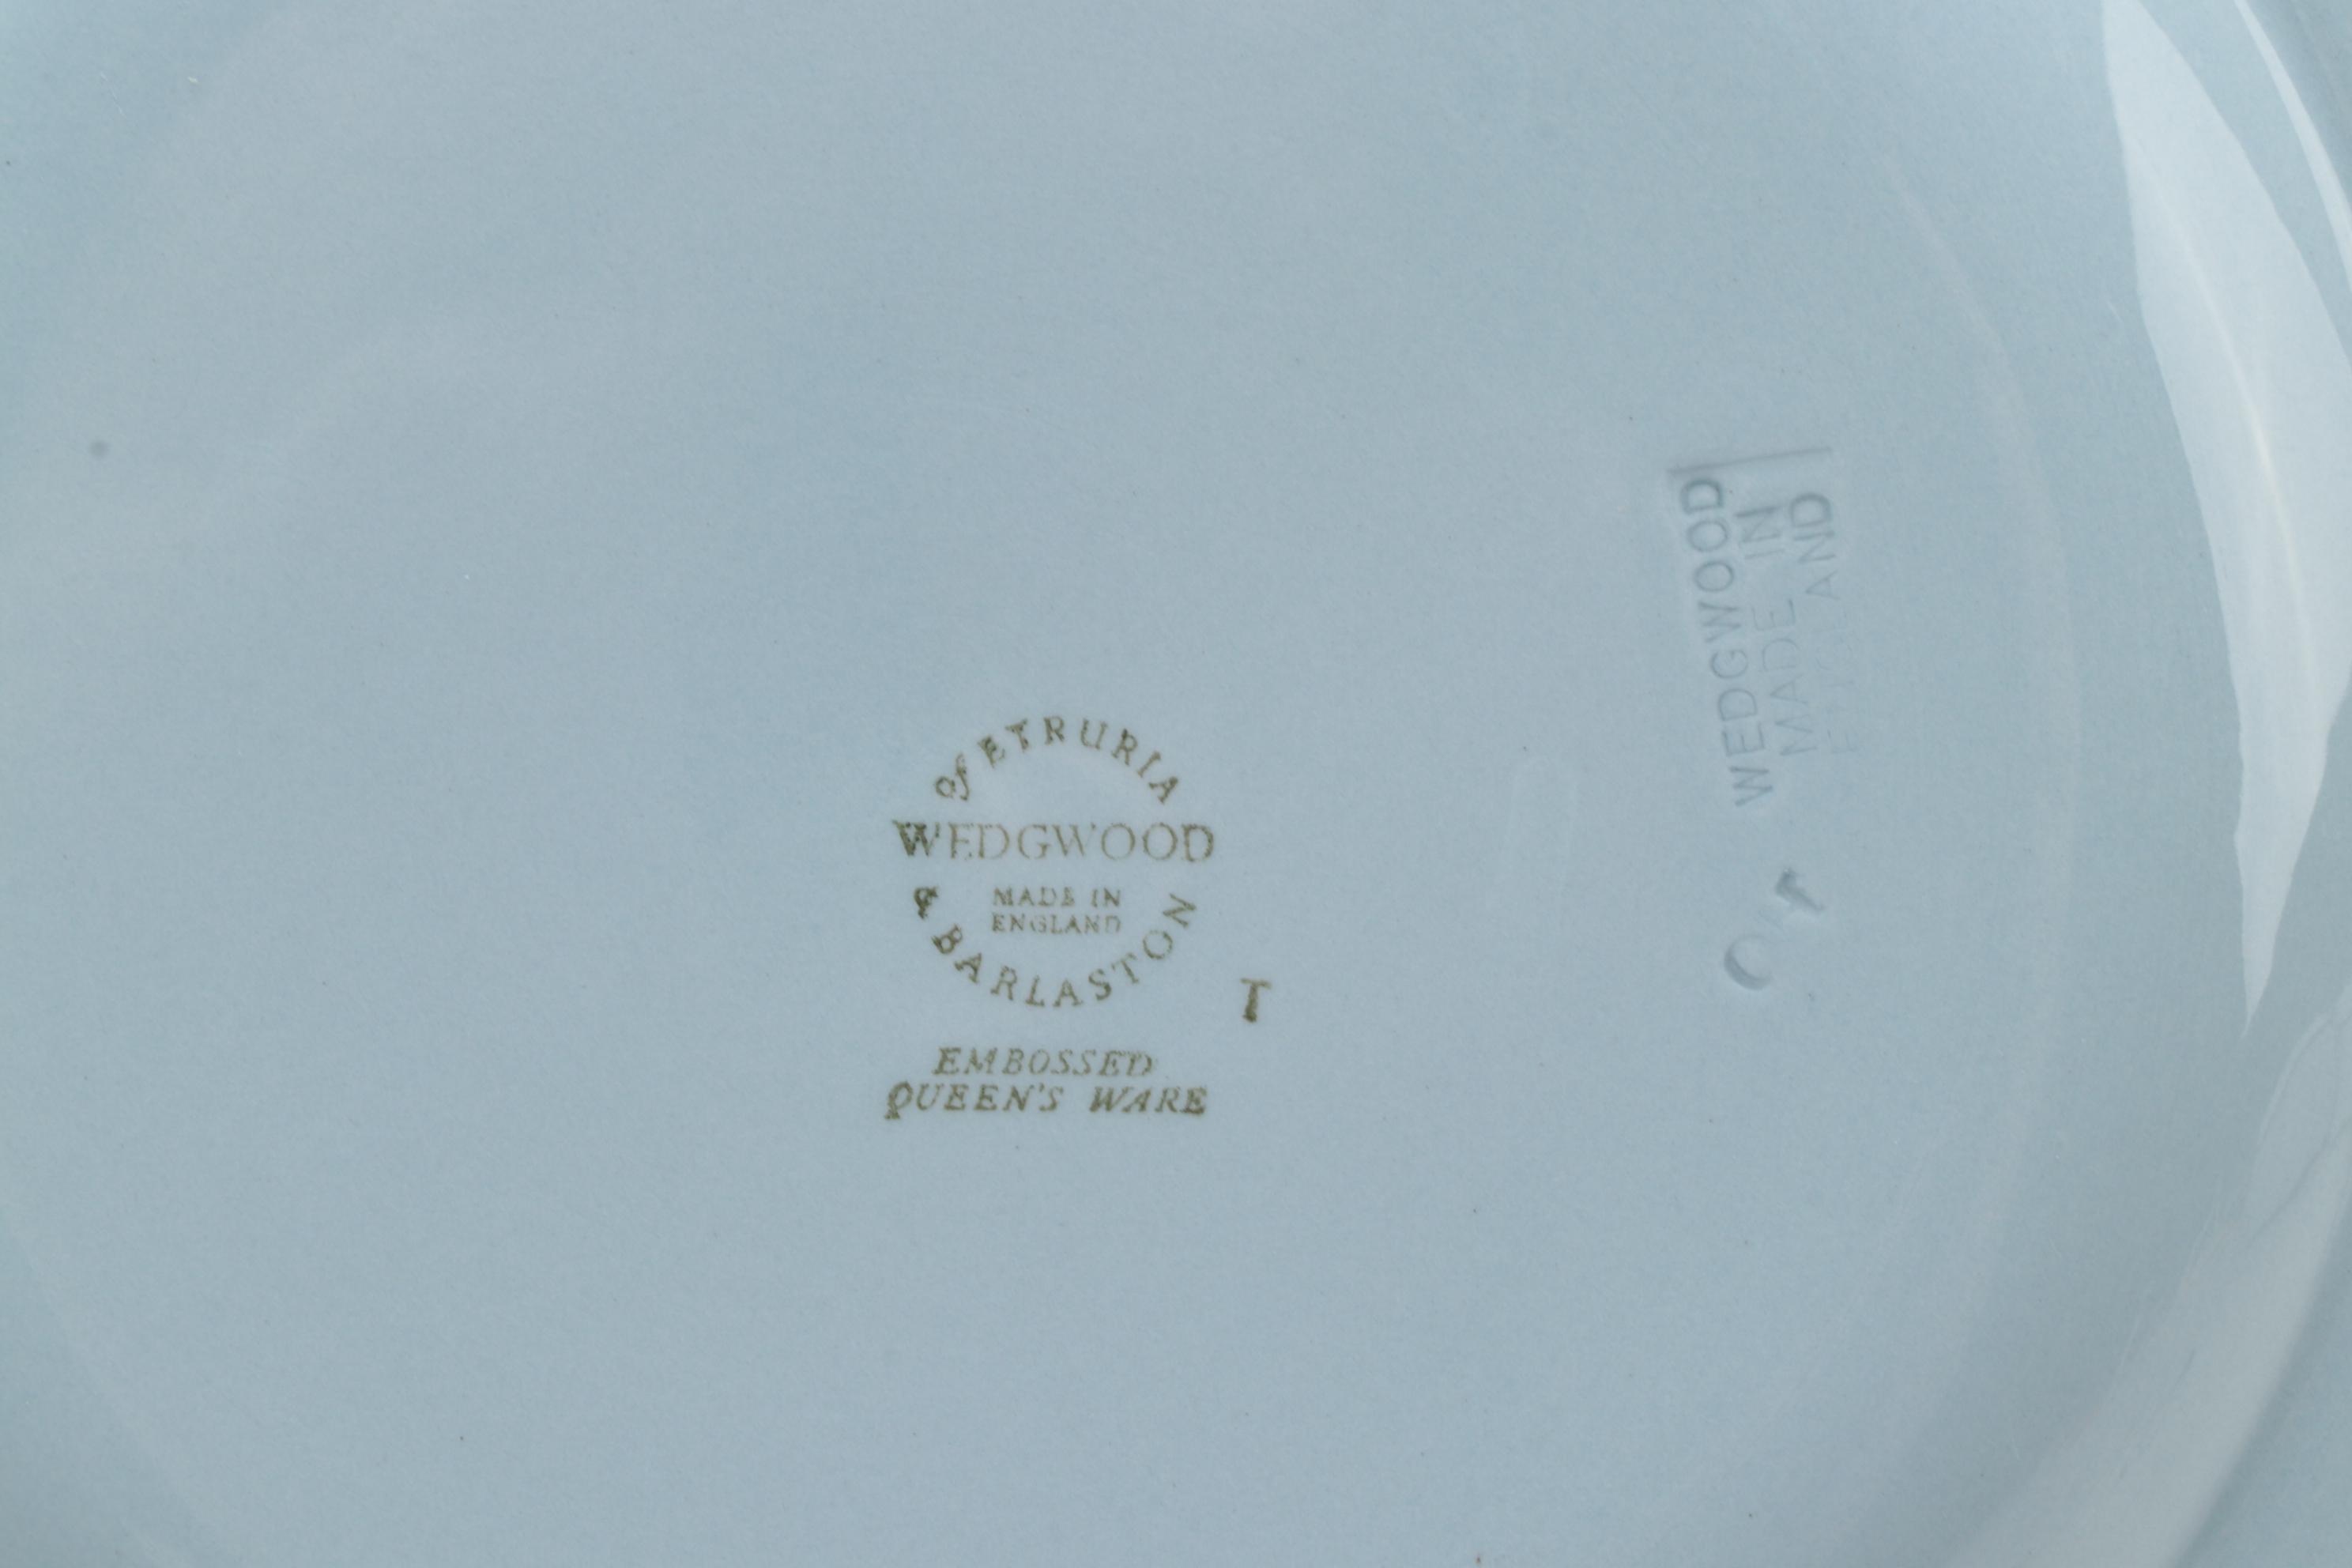 of ETRURIA
WEDGWOOD
MADE IN
ENGLAND
& BARLASTON
T
EMBOSSED
QUEEN'S WARE
WEDGWOOD
MADE IN